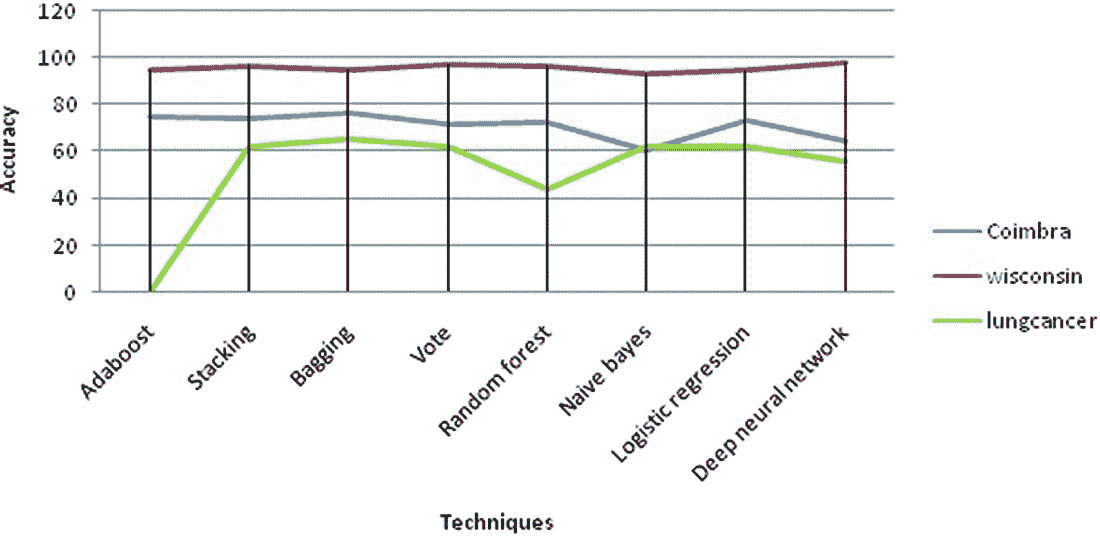 120
100
80
60
40
20
0
Accuracy
Adaboost
Stacking
Bagging
Vote
Random forest
Naive bayes
Logistic regression
Deep neural network
Techniques
Coimbra
wisconsin
lungcancer